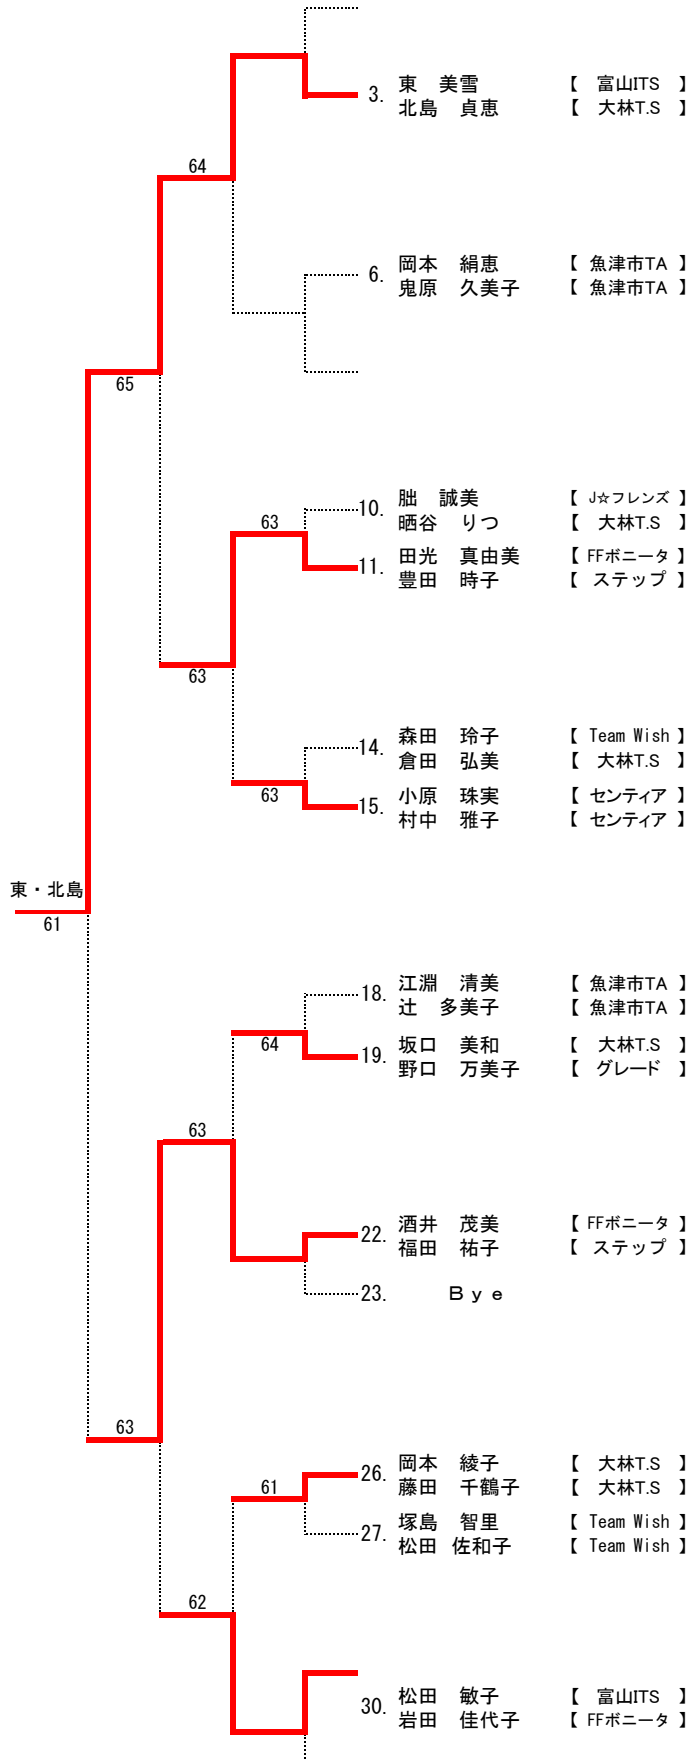 3. 東 美雪 【 富山ITS 】
北島 貞恵 【 大林T.S 】
64
6. 岡本 絹恵 【 魚津市TA 】
鬼原 久美子 【 魚津市TA 】
65
10. 朏 誠美 【 J☆フレンズ 】
晒谷 りつ 【 大林T.S 】
63
11. 田光 真由美 【 FFボニータ 】
豊田 時子 【 ステップ 】
63
14. 森田 玲子 【 Team Wish 】
倉田 弘美 【 大林T.S 】
63
15. 小原 珠実 【 センティア 】
村中 雅子 【 センティア 】
東・北島
61
18. 江淵 清美 【 魚津市TA 】
辻 多美子 【 魚津市TA 】
64
19. 坂口 美和 【 大林T.S 】
野口 万美子 【 グレード 】
63
22. 酒井 茂美 【 FFボニータ 】
福田 祐子 【 ステップ 】
23. Bye
63
26. 岡本 綾子 【 大林T.S 】
藤田 千鶴子 【 大林T.S 】
61
27. 塚島 智里 【 Team Wish 】
松田 佐和子 【 Team Wish 】
62
30. 松田 敏子 【 富山ITS 】
岩田 佳代子 【 FFボニータ 】